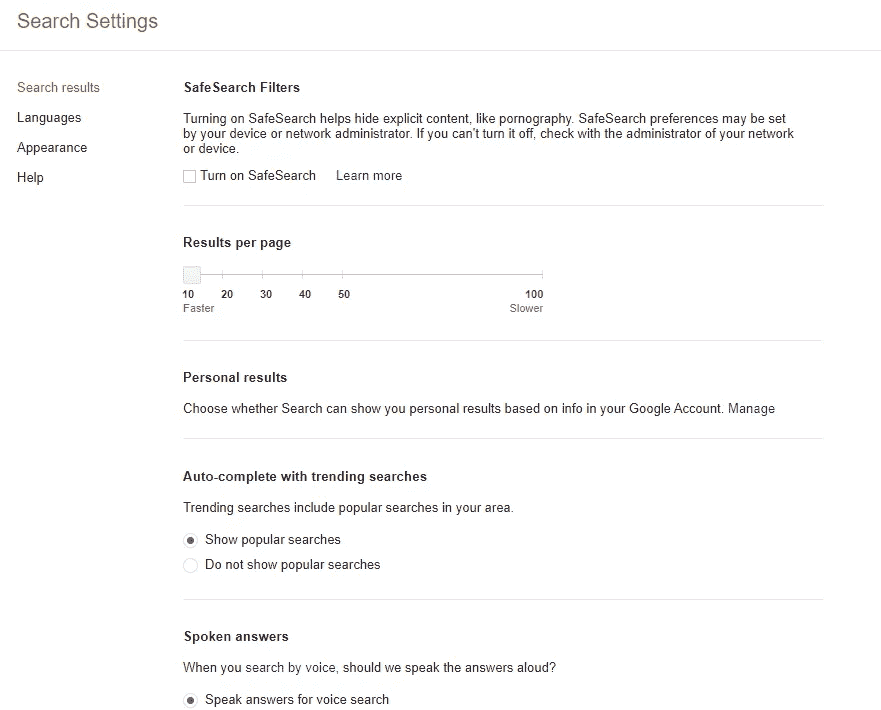 Search Settings
Search results
Languages
Appearance
Help
SafeSearch Filters
Turning on SafeSearch helps hide explicit content, like pornography. SafeSearch preferences may be set
by your device or network administrator. If you can't turn it off, check with the administrator of your network
or device.
Turn on SafeSearch Learn more
Results per page
10 20 30 40 50 100
Faster Slower
Personal results
Choose whether Search can show you personal results based on info in your Google Account. Manage
Auto-complete with trending searches
Trending searches include popular searches in your area.
Show popular searches
Do not show popular searches
Spoken answers
When you search by voice, should we speak the answers aloud?
Speak answers for voice search